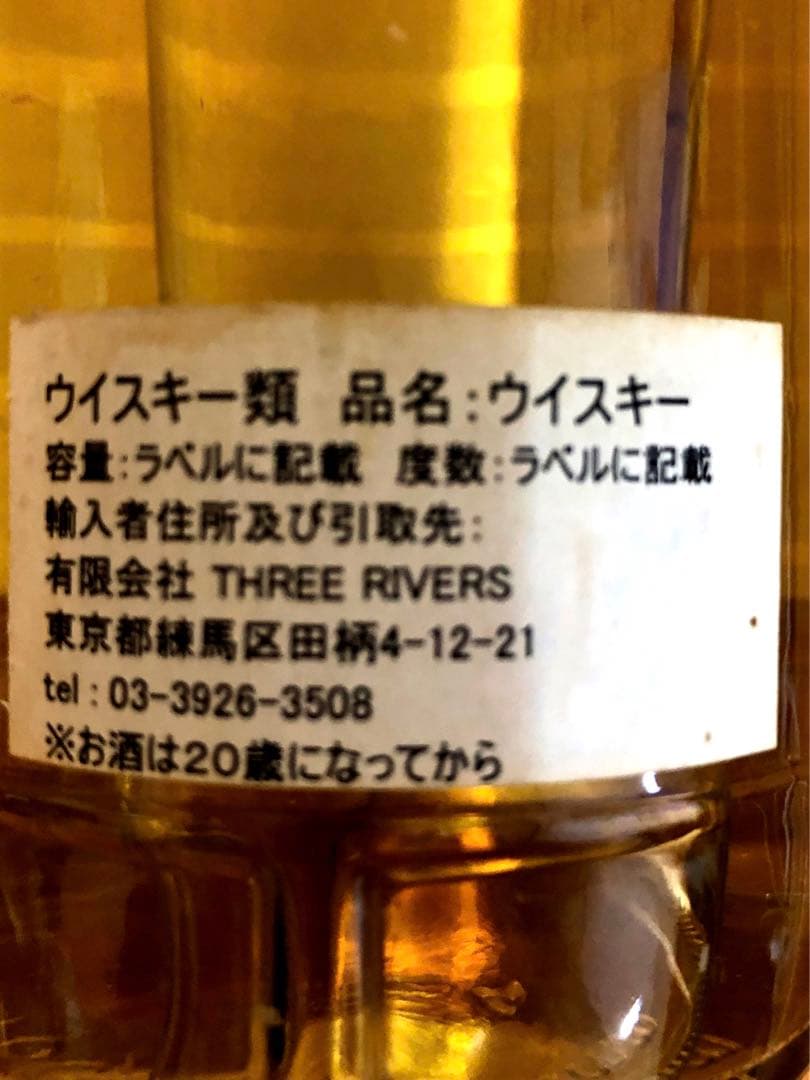 ウイスキー類 品名:ウイスキー
容量:ラベルに記載 度数:ラベルに記載
輸入者住所及び引取先:
有限会社 THREE RIVERS
東京都練馬区田柄4-12-21
tel : 03-3926-3508
※お酒は20歳になってから